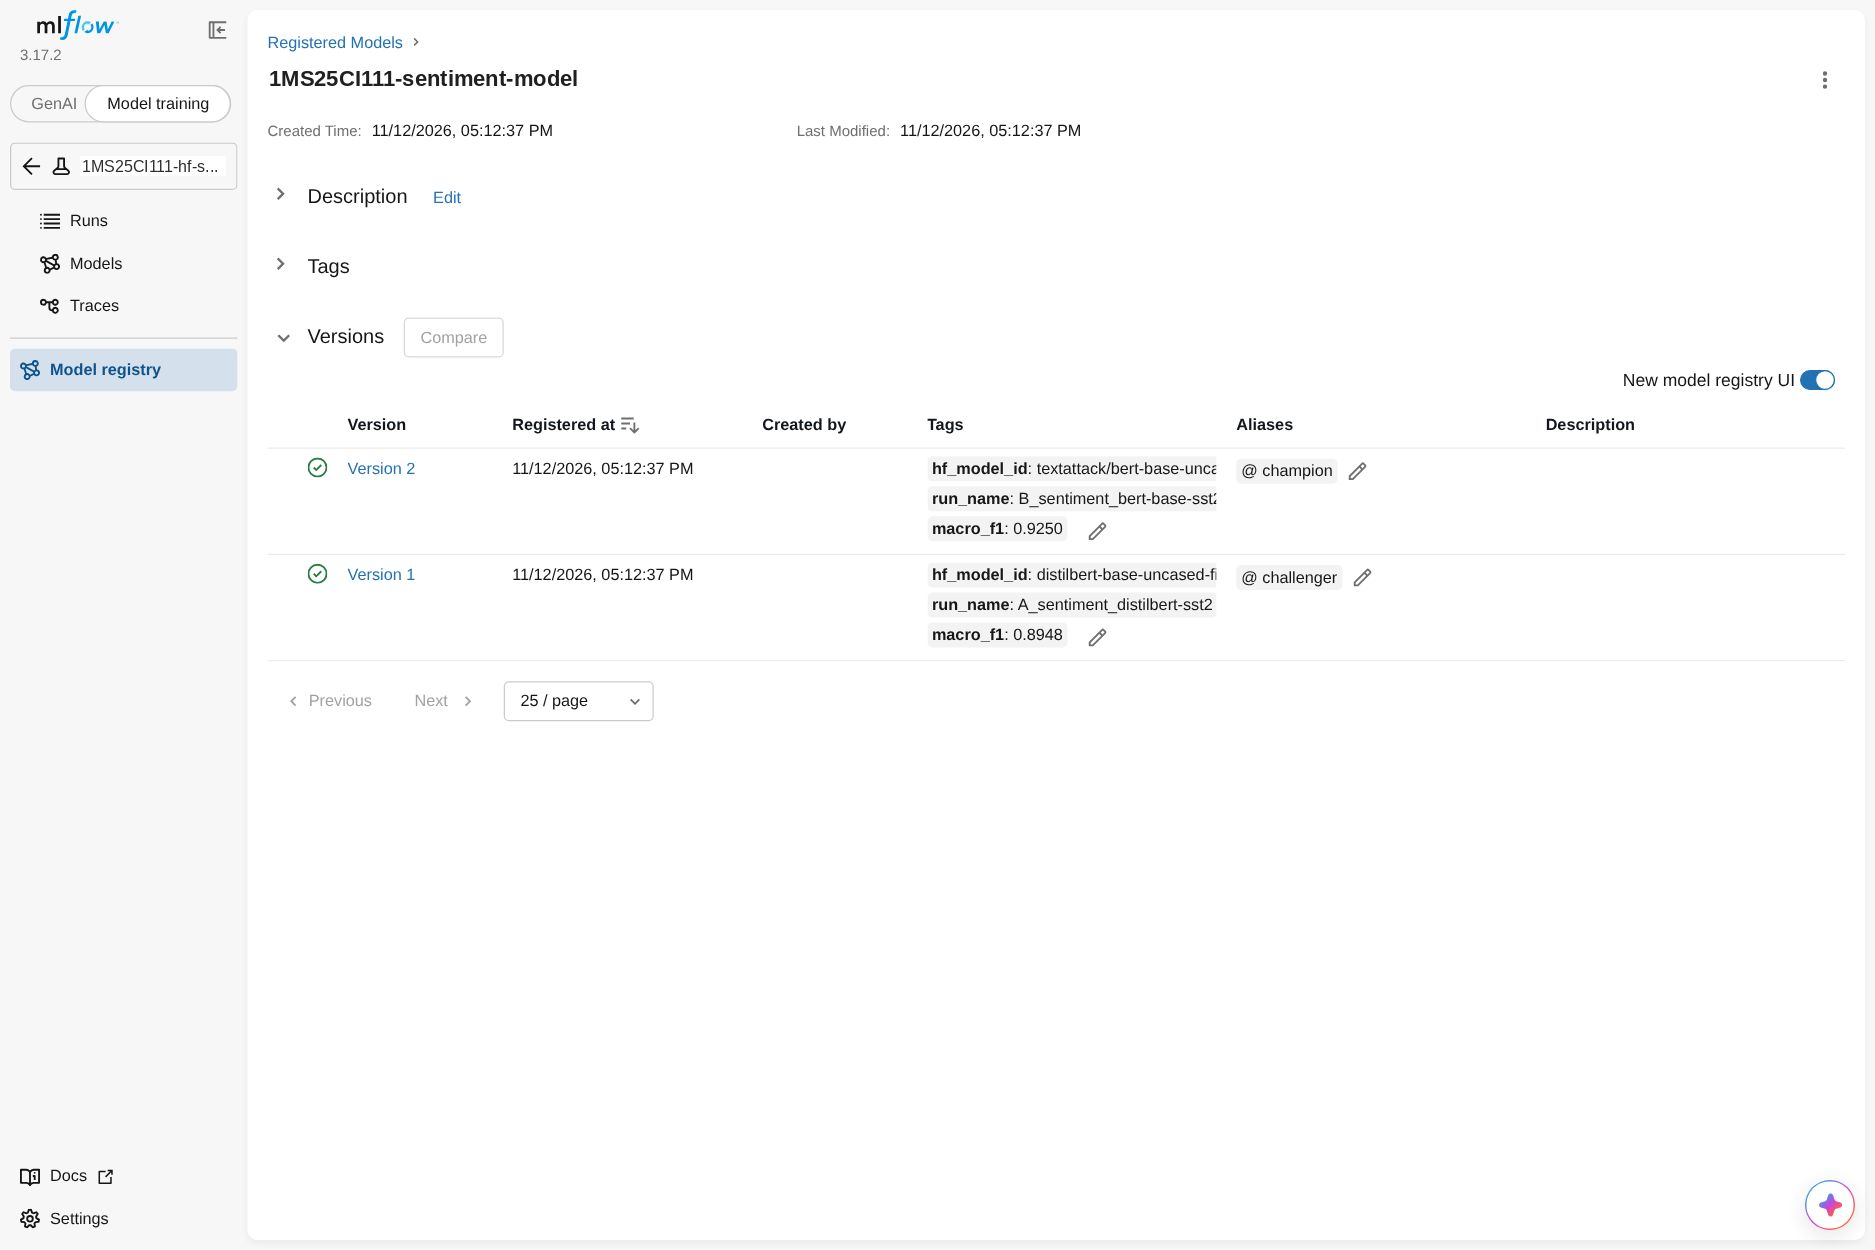 mlflow
3.17.2
GenAI Model training
1MS25CI111-hf-s...
Runs
Models
Traces
Model registry
Docs
Settings
Registered Models
1MS25CI111-sentiment-model
Created Time: 11/12/2026, 05:12:37 PM Last Modified: 11/12/2026, 05:12:37 PM
Description Edit
Tags
Versions Compare
New model registry UI
Version Registered at Created by Tags Aliases Description
Version 2 11/12/2026, 05:12:37 PM hf_model_id: textattack/bert-base-unca @ champion
run_name: B_sentiment_bert-base-sst2
macro_f1: 0.9250
Version 1 11/12/2026, 05:12:37 PM hf_model_id: distilbert-base-uncased-fi @ challenger
run_name: A_sentiment_distilbert-sst2
macro_f1: 0.8948
Previous Next 25 / page